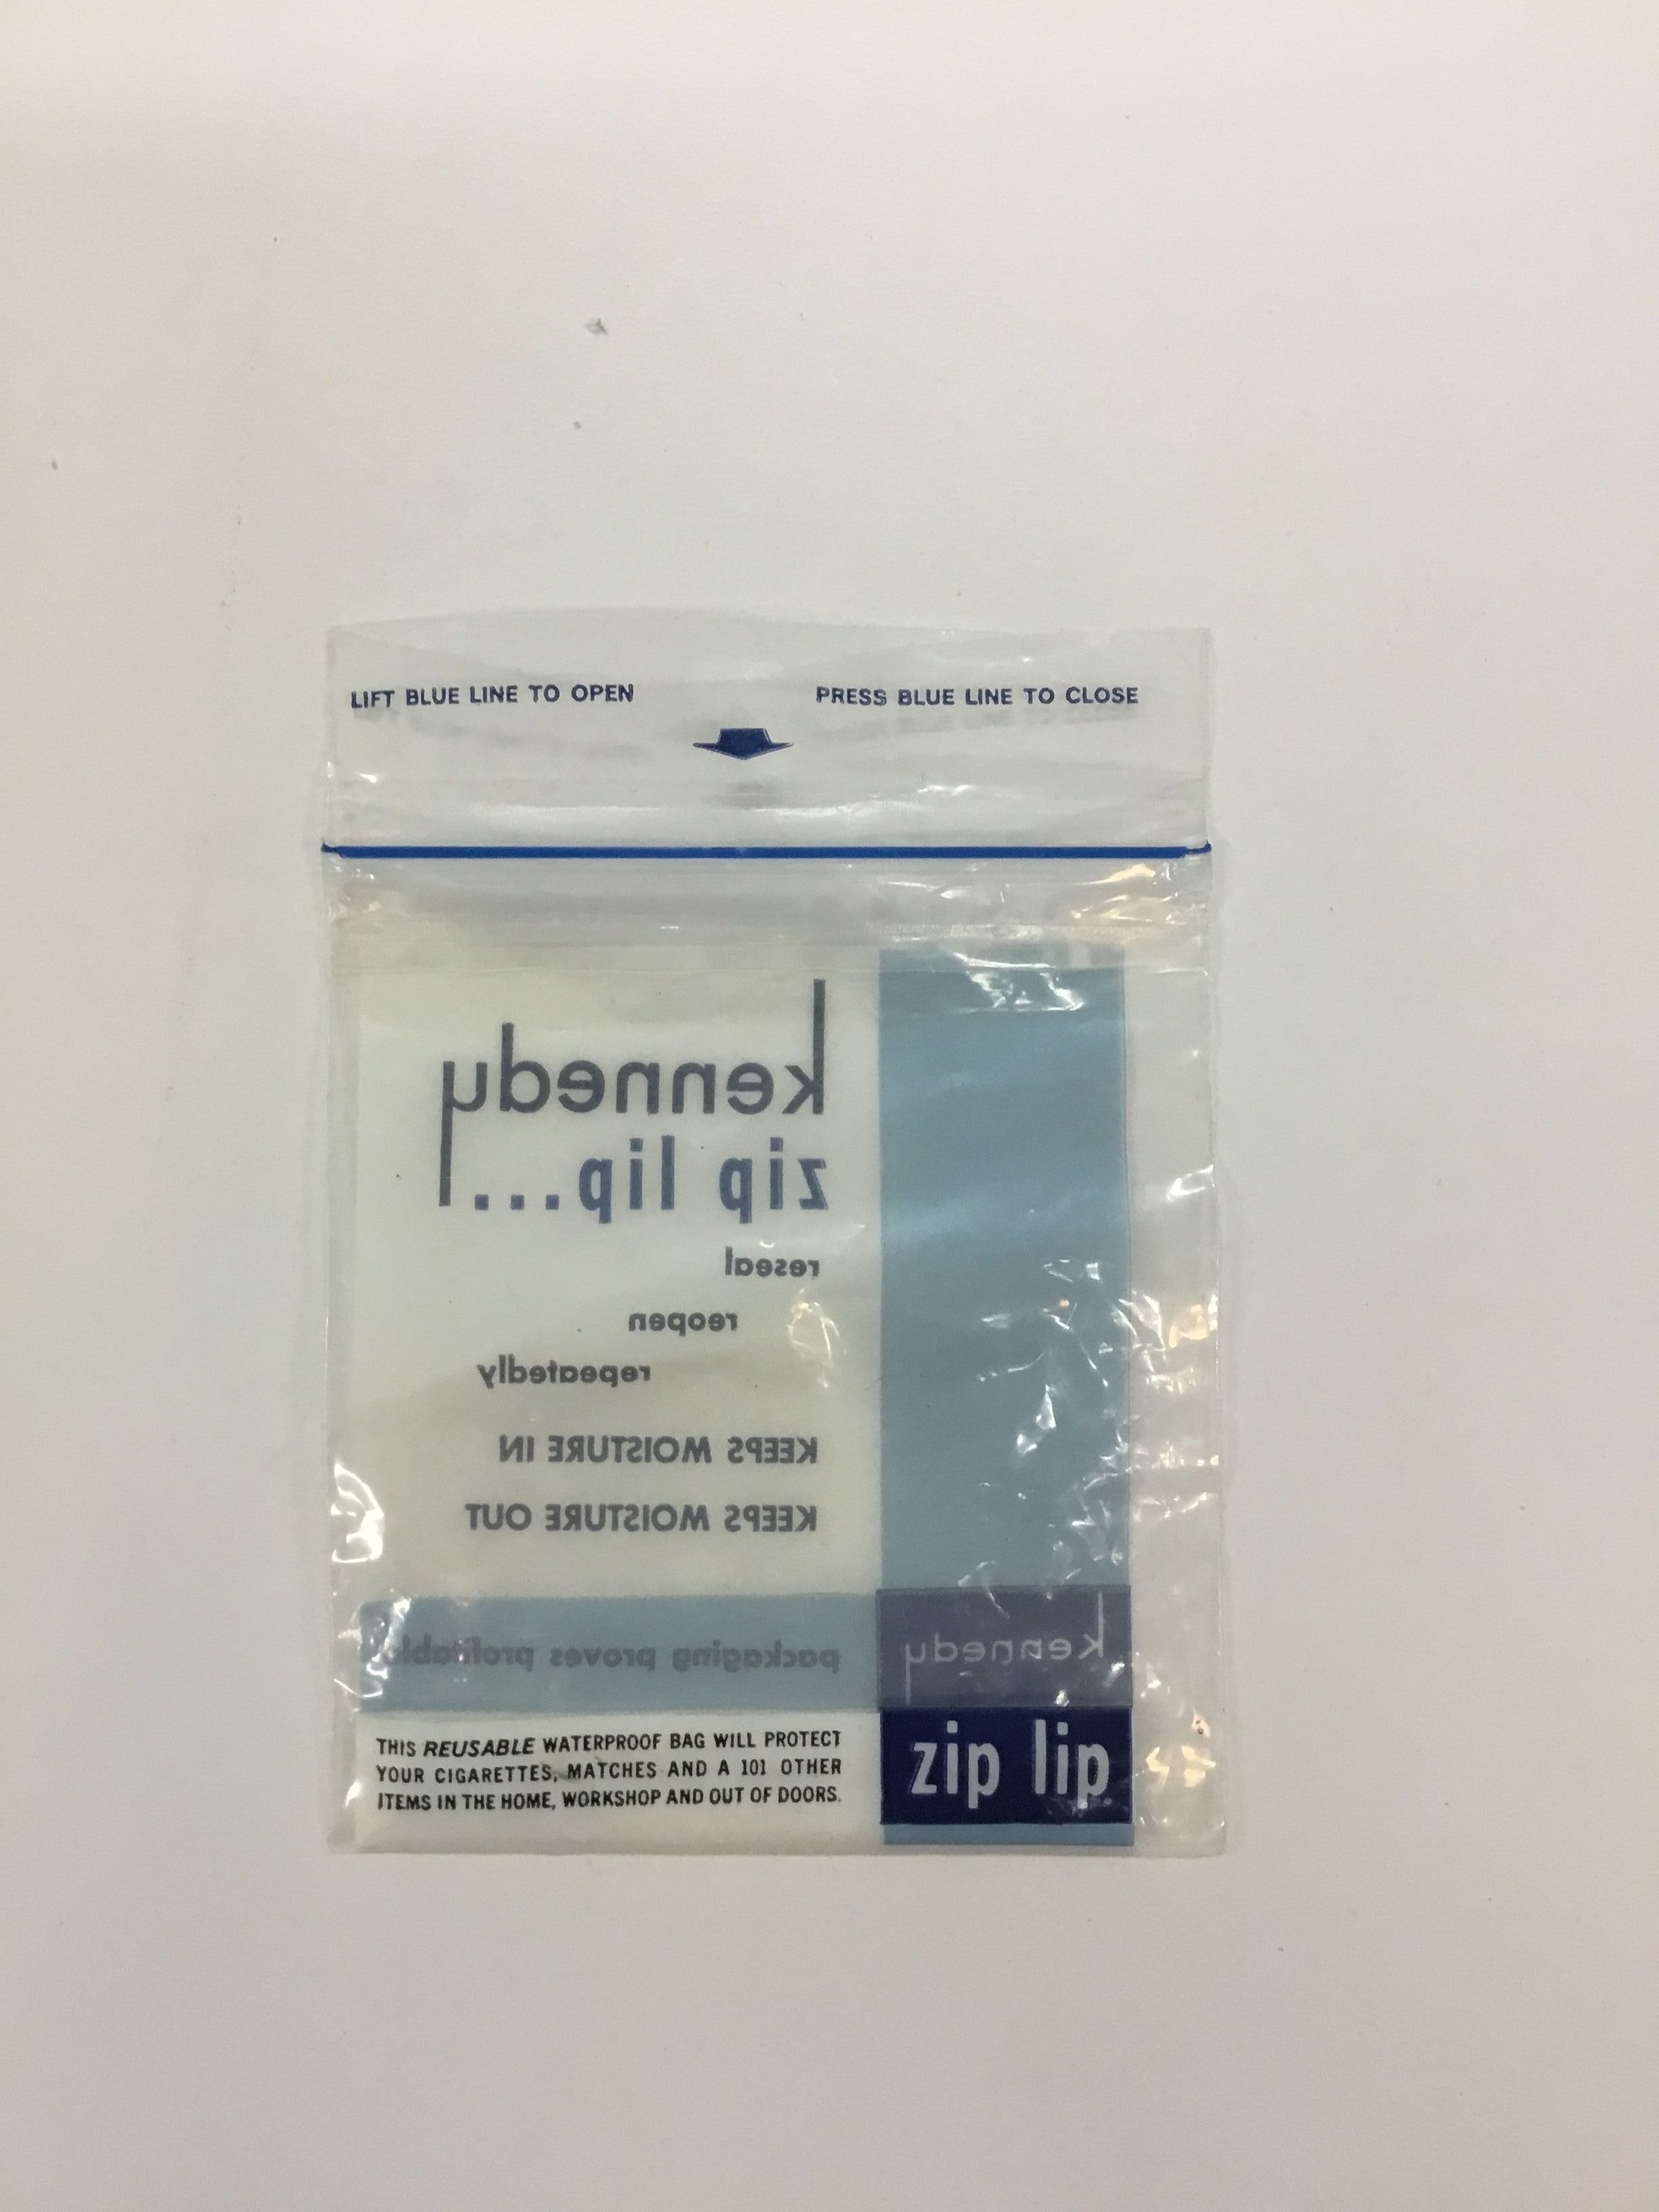 LIFT BLUE LINE TO OPEN PRESS BLUE LINE TO CLOSE
kennedy
zip lip...
reseal
reopen
repeatedly
KEEPS MOISTURE IN
KEEPS MOISTURE OUT
packaging proves profitable
kennedy
zip lip
THIS REUSABLE WATERPROOF BAG WILL PROTECT
YOUR CIGARETTES, MATCHES AND A 101 OTHER
ITEMS IN THE HOME, WORKSHOP AND OUT OF DOORS.